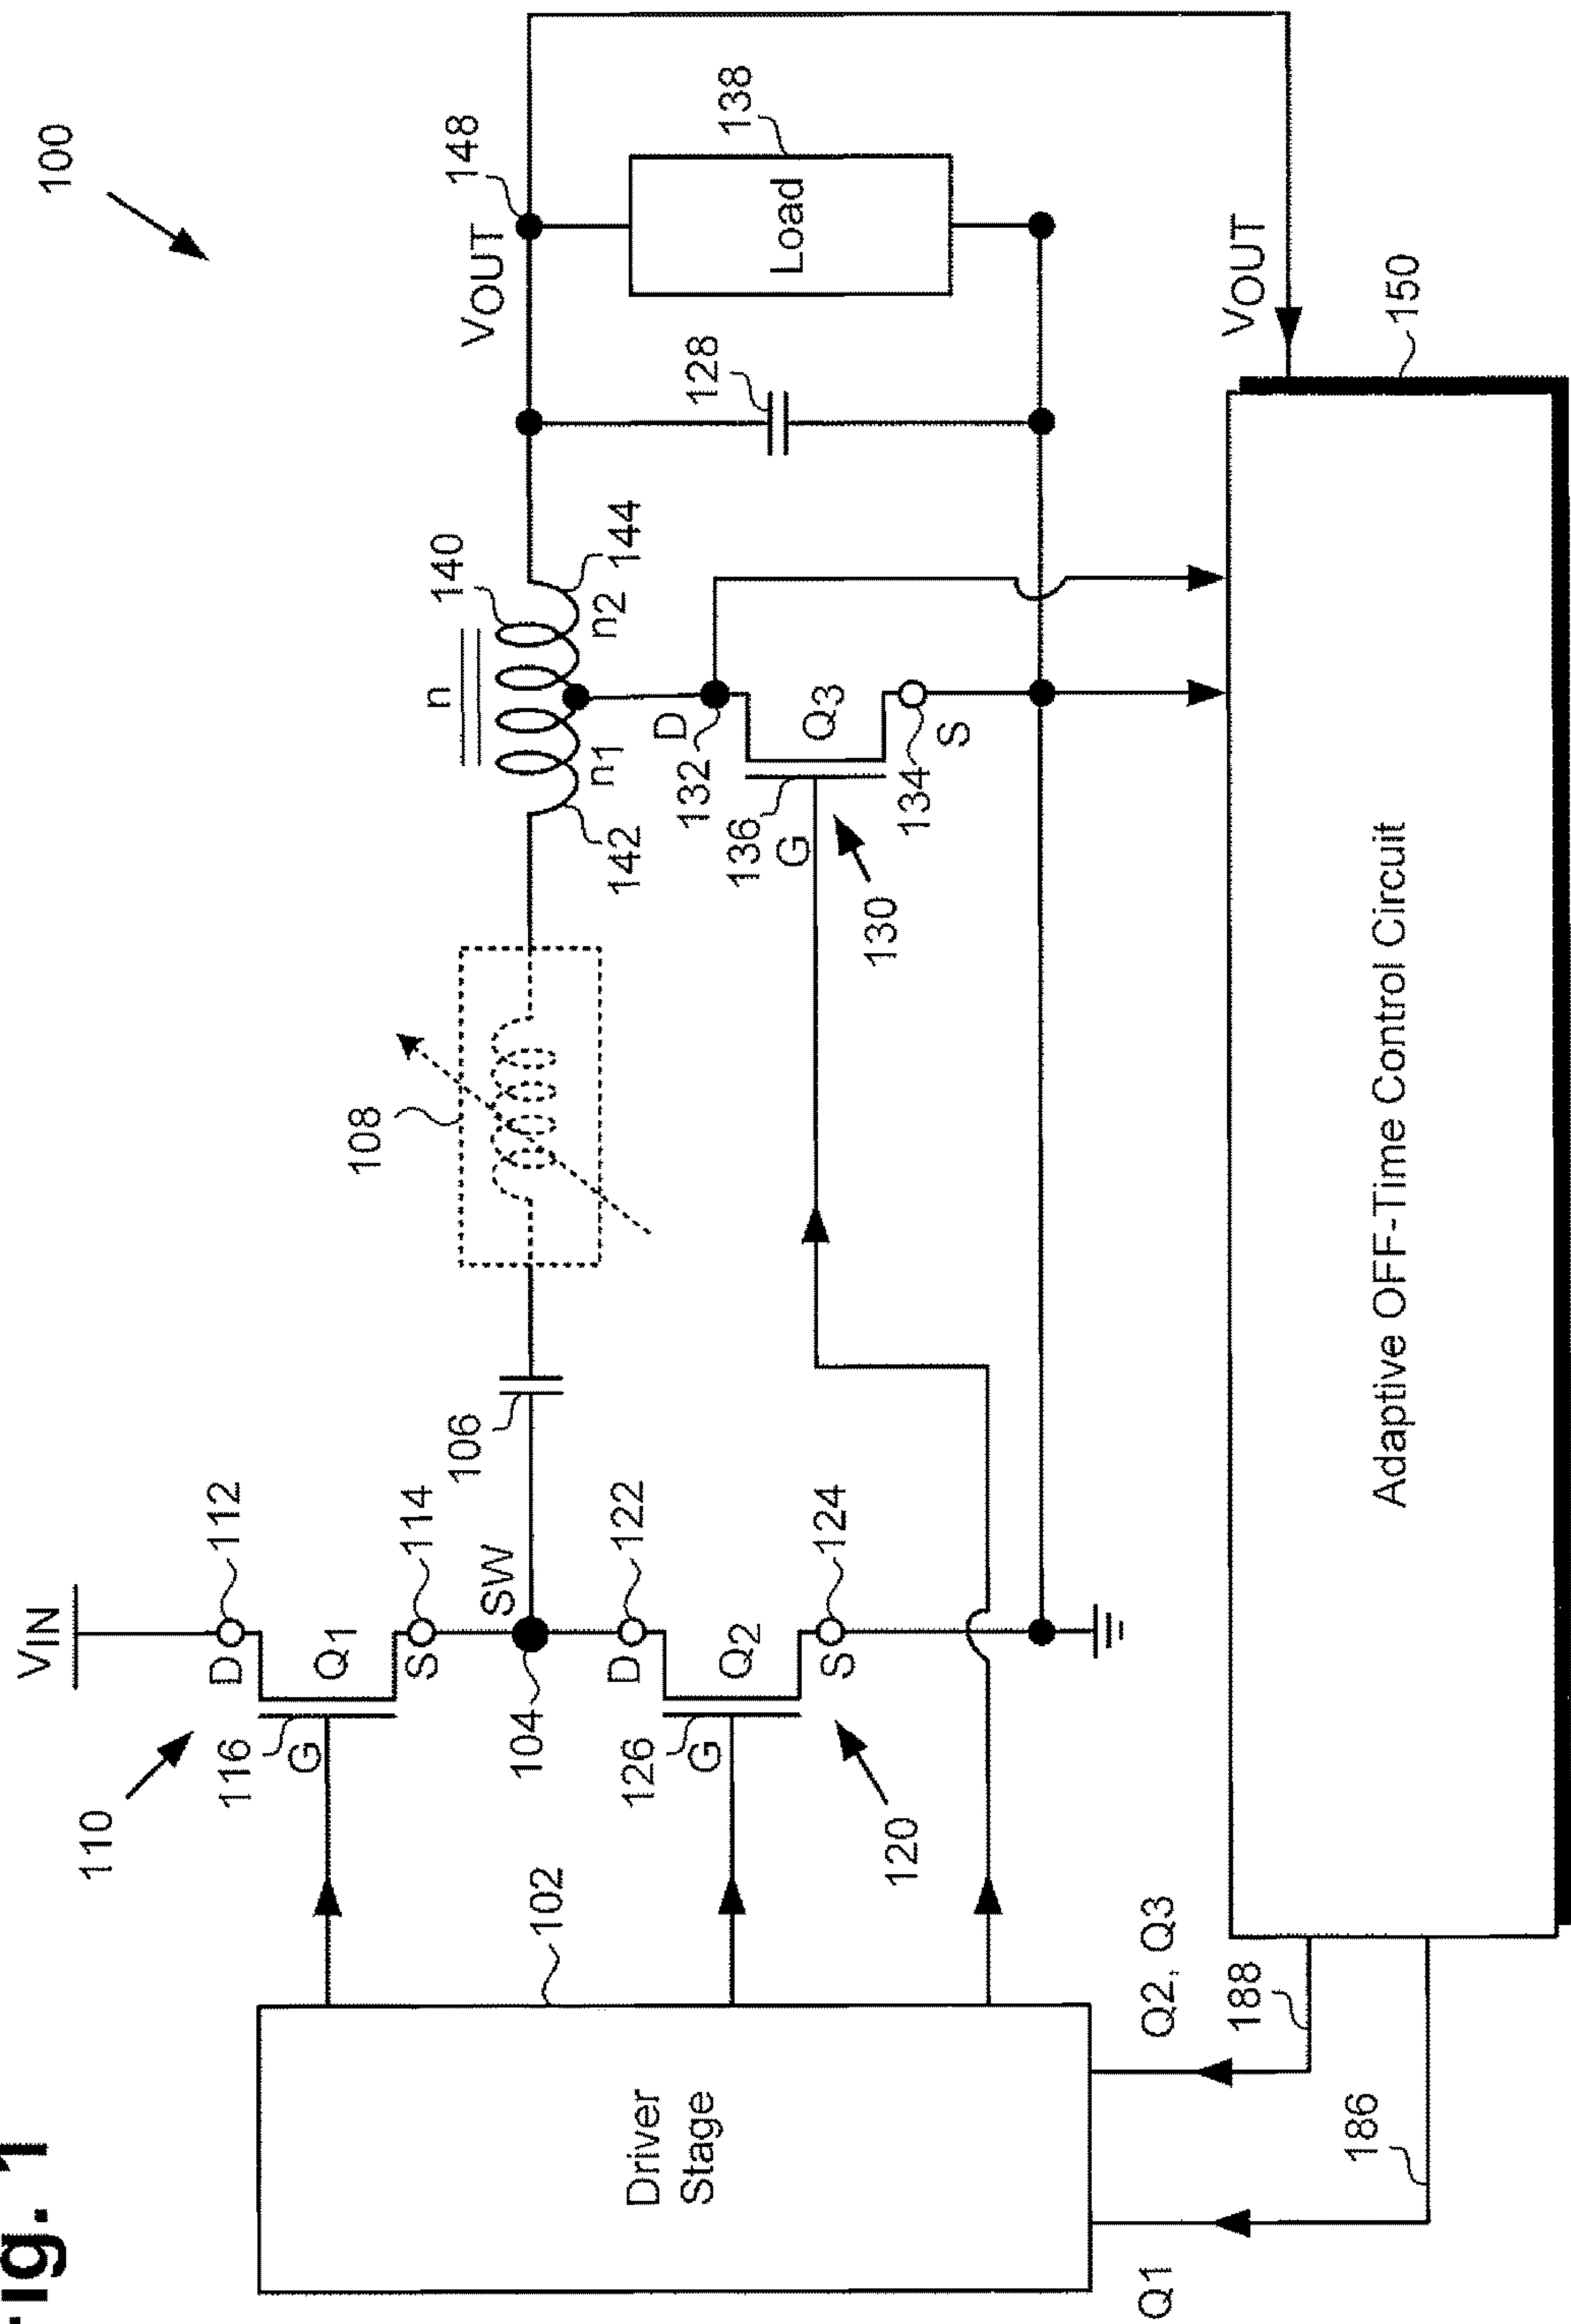 Fig. 1
100
VIN
110
112
D
Q1
116
G
S
114
SW
104
106
108
n
140
142
n1
n2
144
VOUT
148
102
Driver
Stage
126
G
D
122
Q2
S
124
120
D
132
136
G
Q3
134
S
130
128
138
Load
Q2, Q3
188
186
Q1
VOUT
150
Adaptive OFF-Time Control Circuit